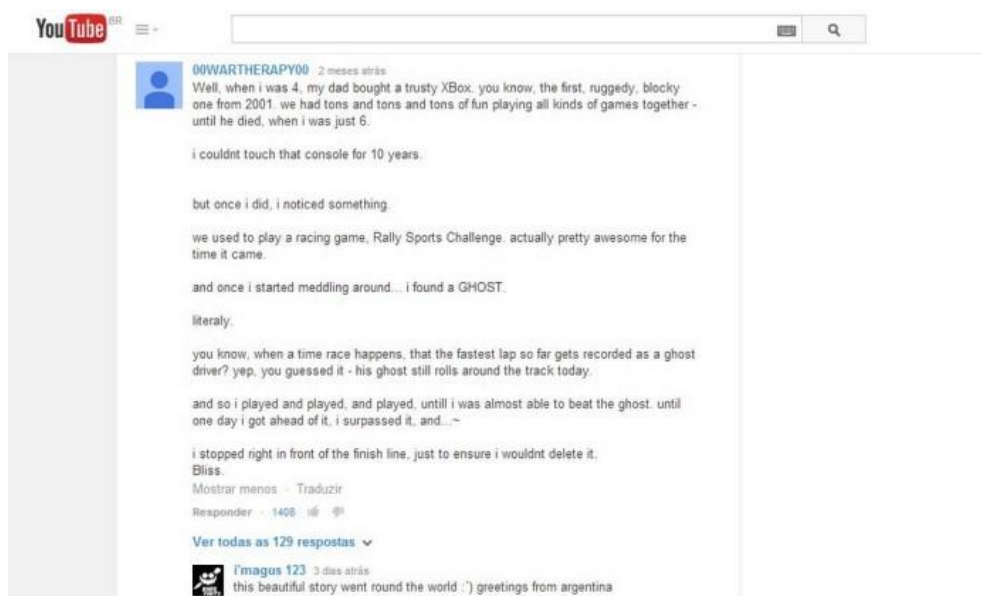 YouTube BR
00WARTHERAPY00 2 meses atrás
Well, when i was 4, my dad bought a trusty XBox. you know, the first, ruggedy, blocky
one from 2001. we had tons and tons and tons of fun playing all kinds of games together -
until he died, when i was just 6.
i couldnt touch that console for 10 years.
but once i did, i noticed something.
we used to play a racing game, Rally Sports Challenge. actually pretty awesome for the
time it came.
and once i started meddling around... i found a GHOST.
literaly.
you know, when a time race happens, that the fastest lap so far gets recorded as a ghost
driver? yep, you guessed it - his ghost still rolls around the track today.
and so i played and played, and played, untill i was almost able to beat the ghost. until
one day i got ahead of it, i surpassed it, and...~
i stopped right in front of the finish line, just to ensure i wouldnt delete it.
Bliss.
Mostrar menos · Traduzir
Responder · 1408
Ver todas as 129 respostas
i'magus 123 3 dias atrás
this beautiful story went round the world :') greetings from argentina